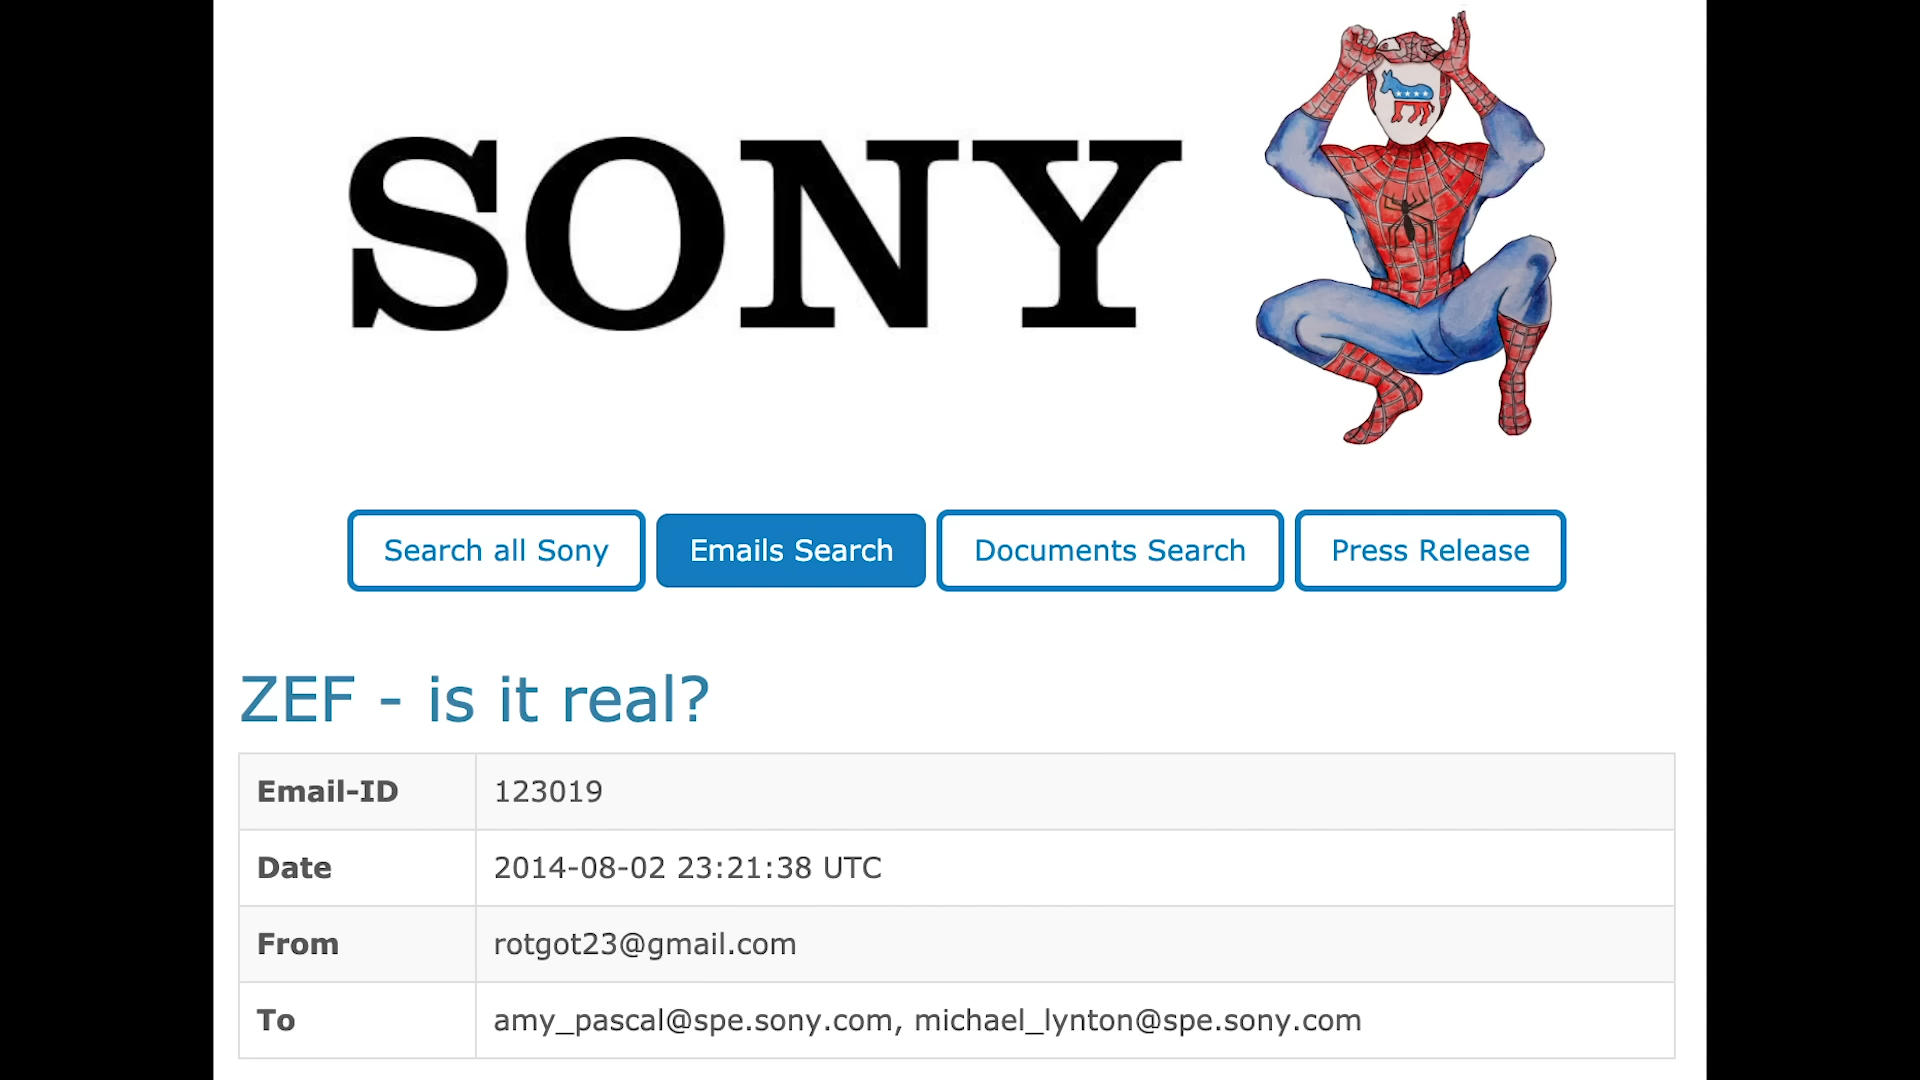 SONY
Search all Sony
Emails Search
Documents Search
Press Release
ZEF - is it real?
Email-ID 123019
Date 2014-08-02 23:21:38 UTC
From rotgot23@gmail.com
To amy_pascal@spe.sony.com, michael_lynton@spe.sony.com